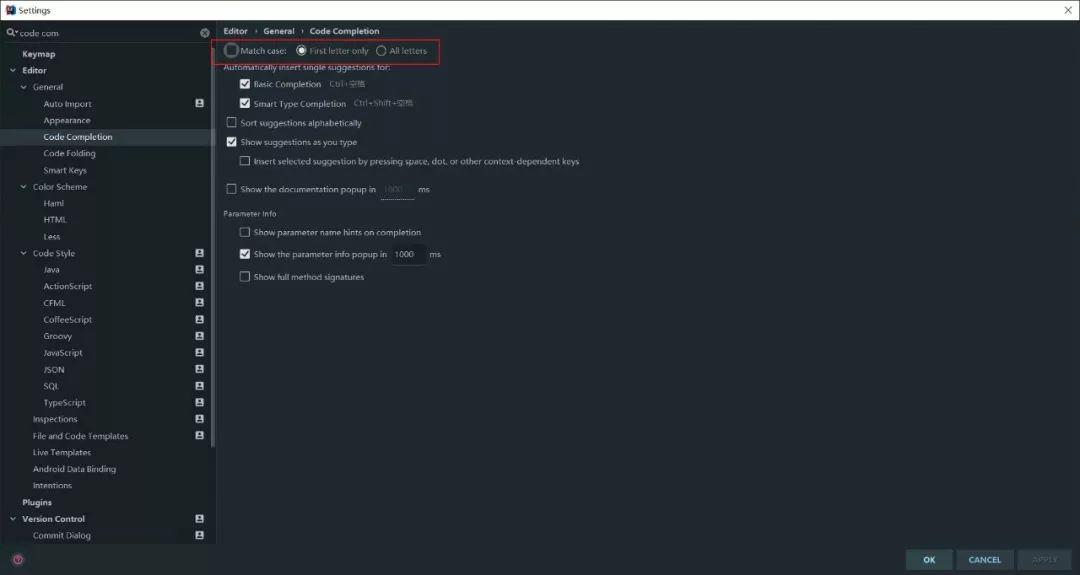 Settings
code com
Keymap
Editor
General
Auto Import
Appearance
Code Completion
Code Folding
Smart Keys
Color Scheme
Haml
HTML
Less
Code Style
Java
ActionScript
CFML
CoffeeScript
Groovy
JavaScript
JSON
SQL
TypeScript
Inspections
File and Code Templates
Live Templates
Android Data Binding
Intentions
Plugins
Version Control
Commit Dialog
Editor › General › Code Completion
Match case: First letter only All letters
Automatically insert single suggestions for:
Basic Completion Ctrl+空格
Smart Type Completion Ctrl+Shift+空格
Sort suggestions alphabetically
Show suggestions as you type
Insert selected suggestion by pressing space, dot, or other context-dependent keys
Show the documentation popup in 1000 ms
Parameter Info
Show parameter name hints on completion
Show the parameter info popup in 1000 ms
Show full method signatures
OK CANCEL APPLY